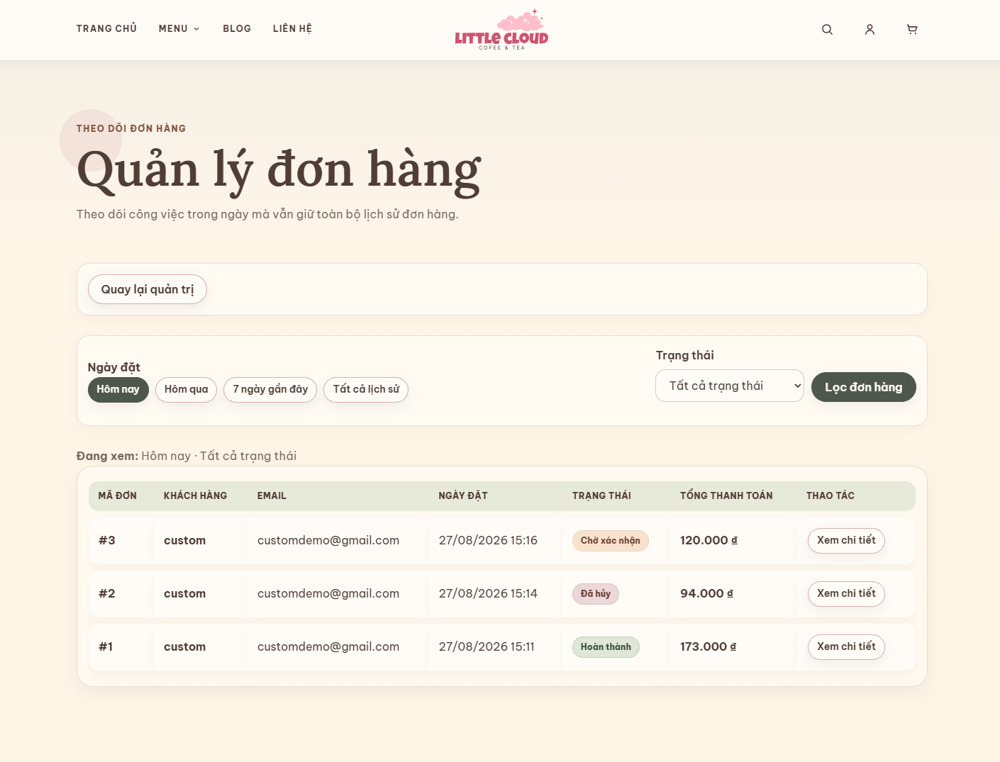 TRANG CHỦ MENU BLOG LIÊN HỆ
LITTLE CLOUD
COFEE & TEA
THEO DÕI ĐƠN HÀNG
Quản lý đơn hàng
Theo dõi công việc trong ngày mà vẫn giữ toàn bộ lịch sử đơn hàng.
Quay lại quản trị
Ngày đặt
Hôm nay Hôm qua 7 ngày gần đây Tất cả lịch sử
Trạng thái
Tất cả trạng thái Lọc đơn hàng
Đang xem: Hôm nay · Tất cả trạng thái
MÃ ĐƠN KHÁCH HÀNG EMAIL NGÀY ĐẶT TRẠNG THÁI TỔNG THANH TOÁN THAO TÁC
#3 custom customdemo@gmail.com 27/08/2026 15:16 Chờ xác nhận 120.000 ₫ Xem chi tiết
#2 custom customdemo@gmail.com 27/08/2026 15:14 Đã hủy 94.000 ₫ Xem chi tiết
#1 custom customdemo@gmail.com 27/08/2026 15:11 Hoàn thành 173.000 ₫ Xem chi tiết